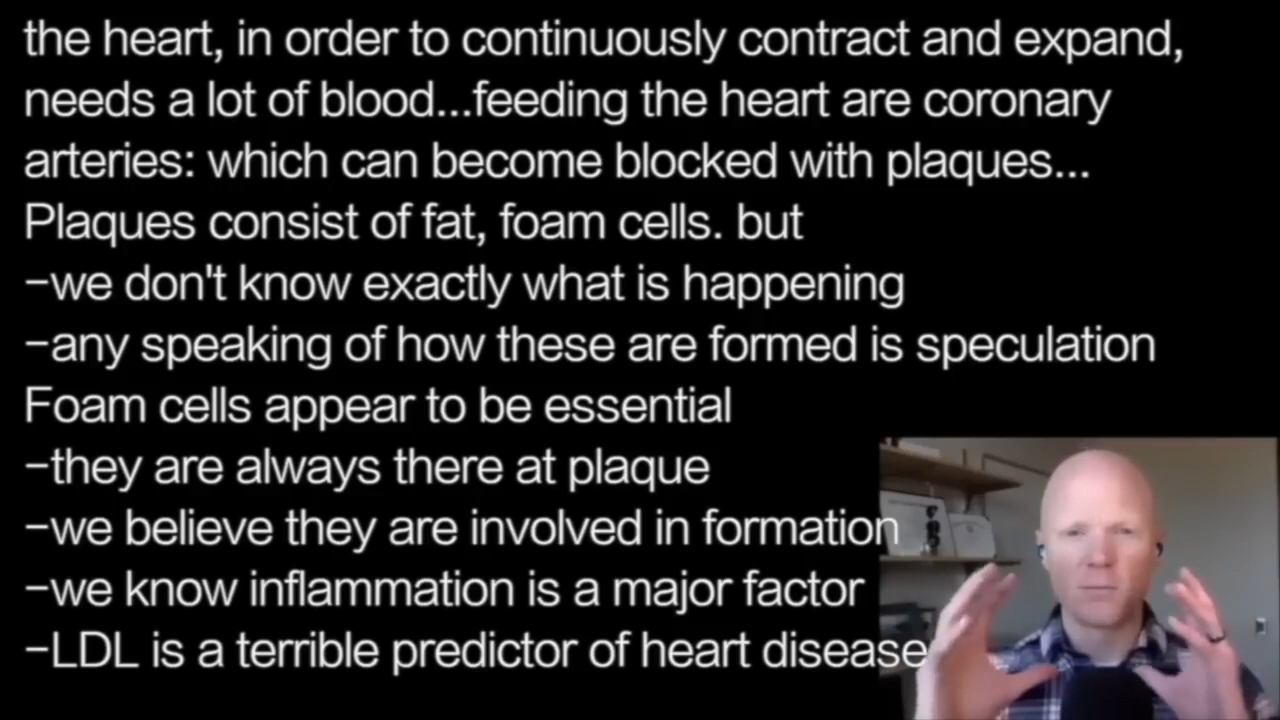 the heart, in order to continuously contract and expand,
needs a lot of blood...feeding the heart are coronary
arteries: which can become blocked with plaques...
Plaques consist of fat, foam cells. but
−we don't know exactly what is happening
−any speaking of how these are formed is speculation
Foam cells appear to be essential
−they are always there at plaque
−we believe they are involved in formation
−we know inflammation is a major factor
−LDL is a terrible predictor of heart disease